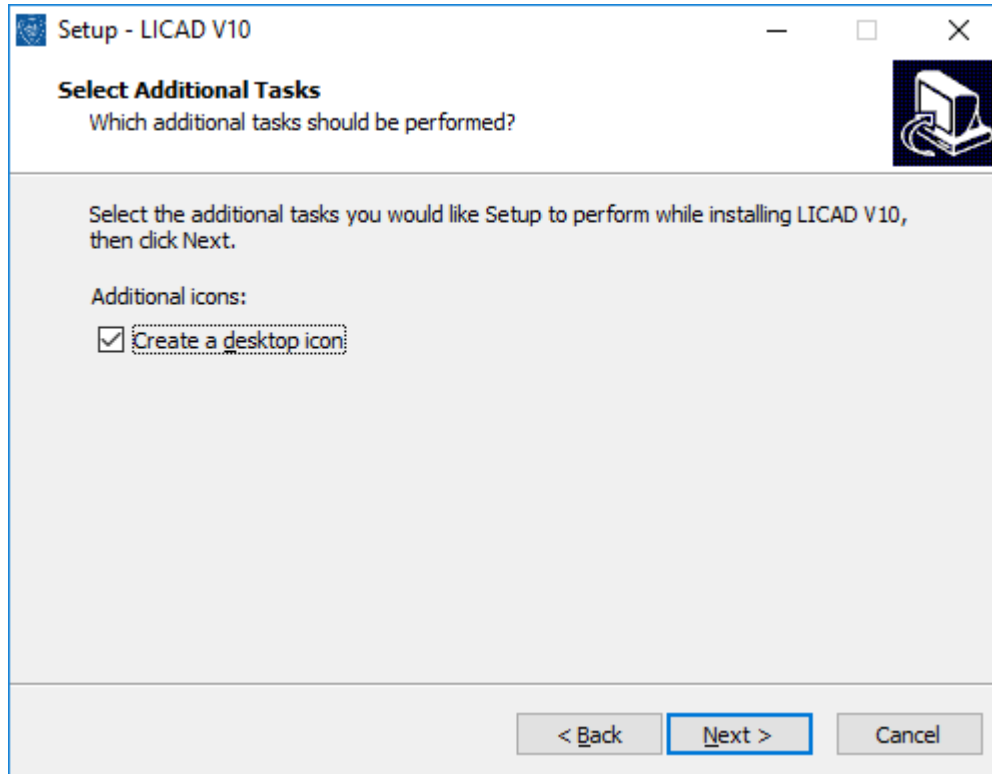 Setup - LICAD V10
Select Additional Tasks
Which additional tasks should be performed?
Select the additional tasks you would like Setup to perform while installing LICAD V10,
then click Next.
Additional icons:
Create a desktop icon
< Back Next > Cancel